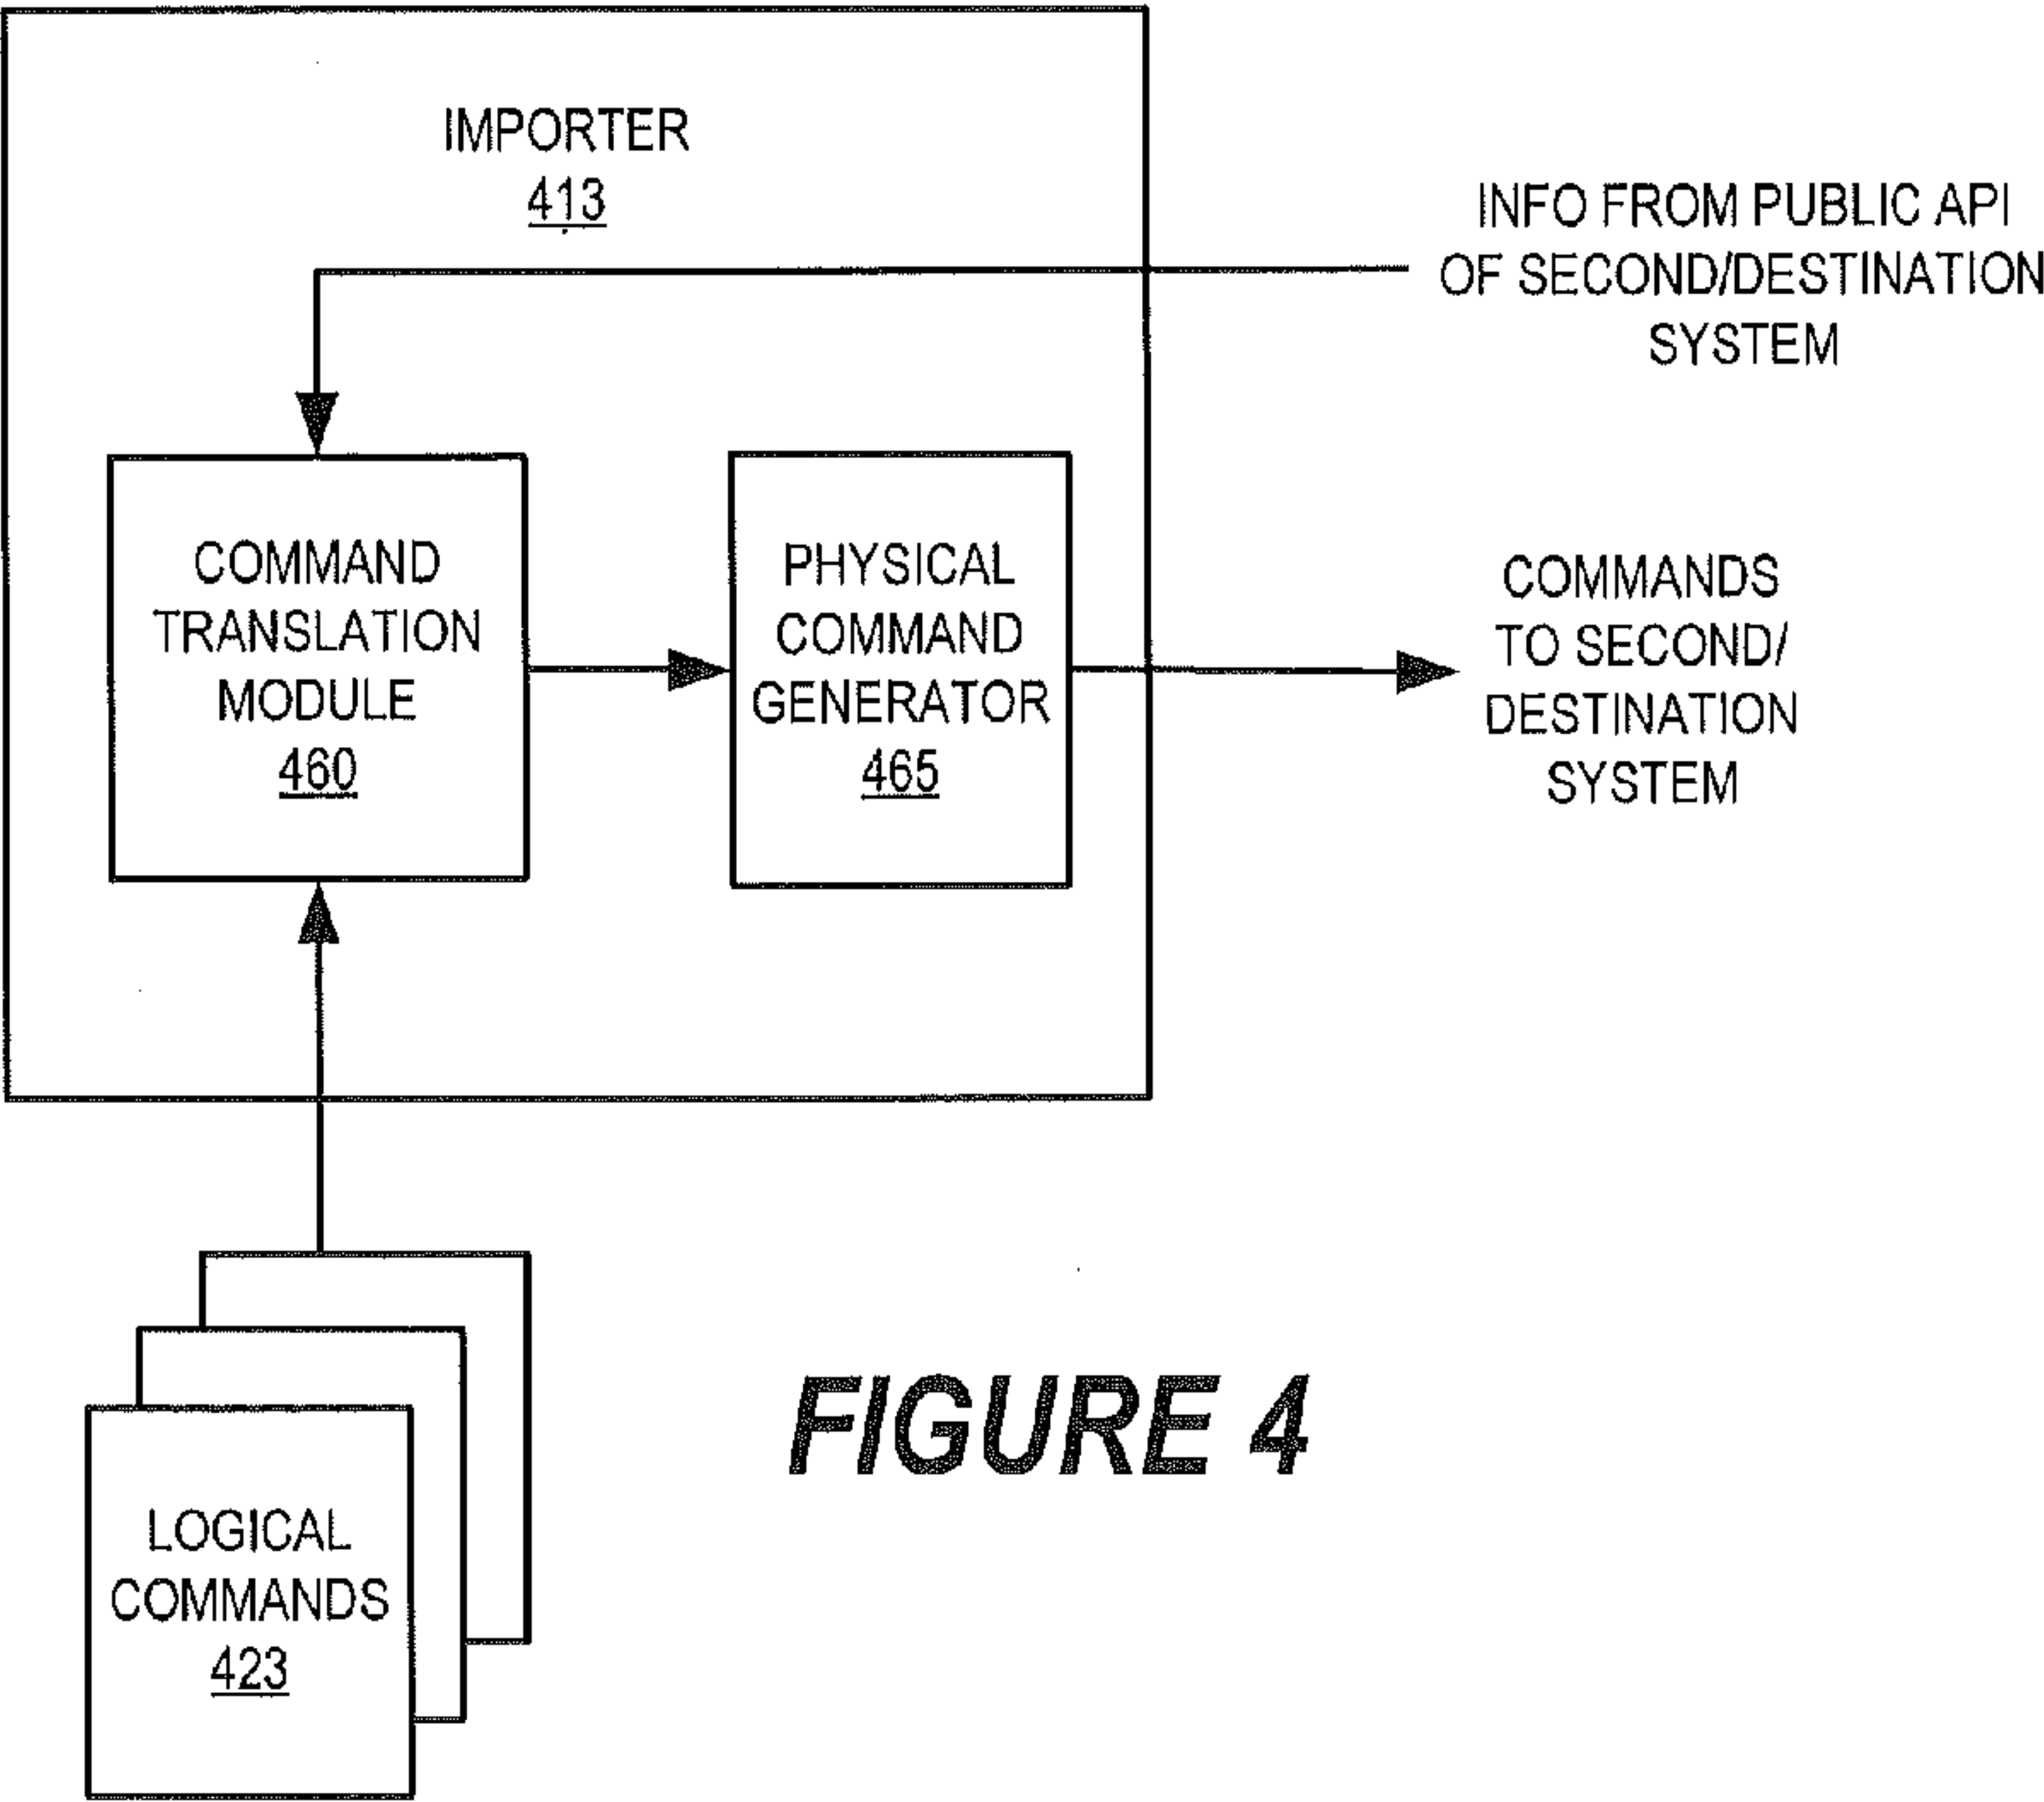 IMPORTER
413
INFO FROM PUBLIC API
OF SECOND/DESTINATION
SYSTEM
COMMAND
TRANSLATION
MODULE
460
PHYSICAL
COMMAND
GENERATOR
465
COMMANDS
TO SECOND/
DESTINATION
SYSTEM
LOGICAL
COMMANDS
423
FIGURE 4